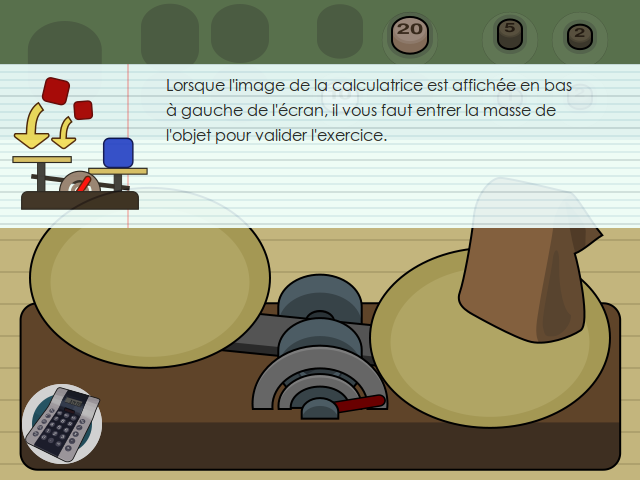 20
5
2
Lorsque l'image de la calculatrice est affichée en bas
à gauche de l'écran, il vous faut entrer la masse de
l'objet pour valider l'exercice.